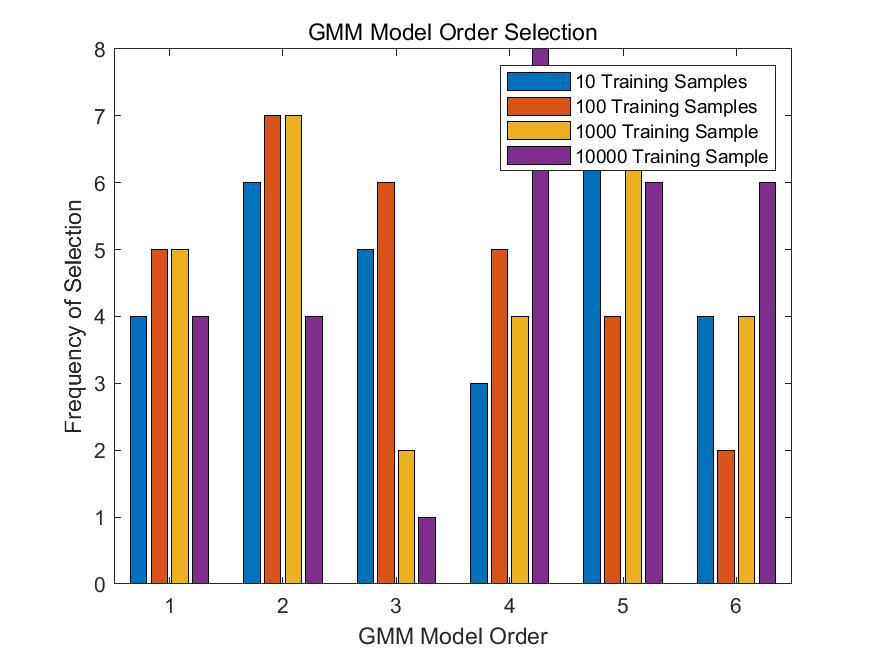 GMM Model Order Selection
8
7
6
5
4
3
2
1
0
Frequency of Selection
10 Training Samples
100 Training Samples
1000 Training Sample
10000 Training Sample
1 2 3 4 5 6
GMM Model Order